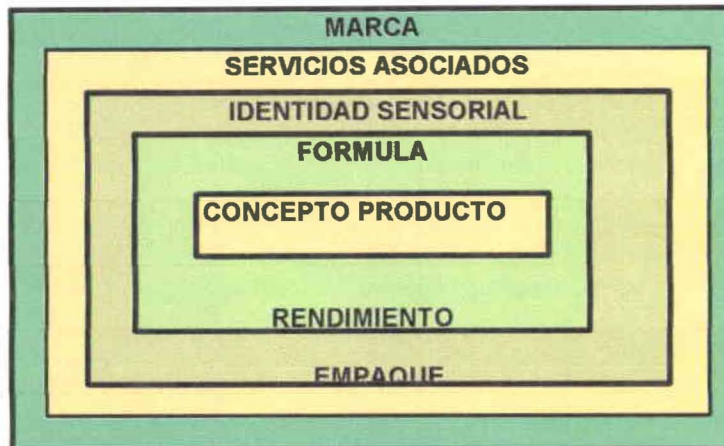 MARCA
SERVICIOS ASOCIADOS
IDENTIDAD SENSORIAL
FORMULA
CONCEPTO PRODUCTO
RENDIMIENTO
EMPAQUE